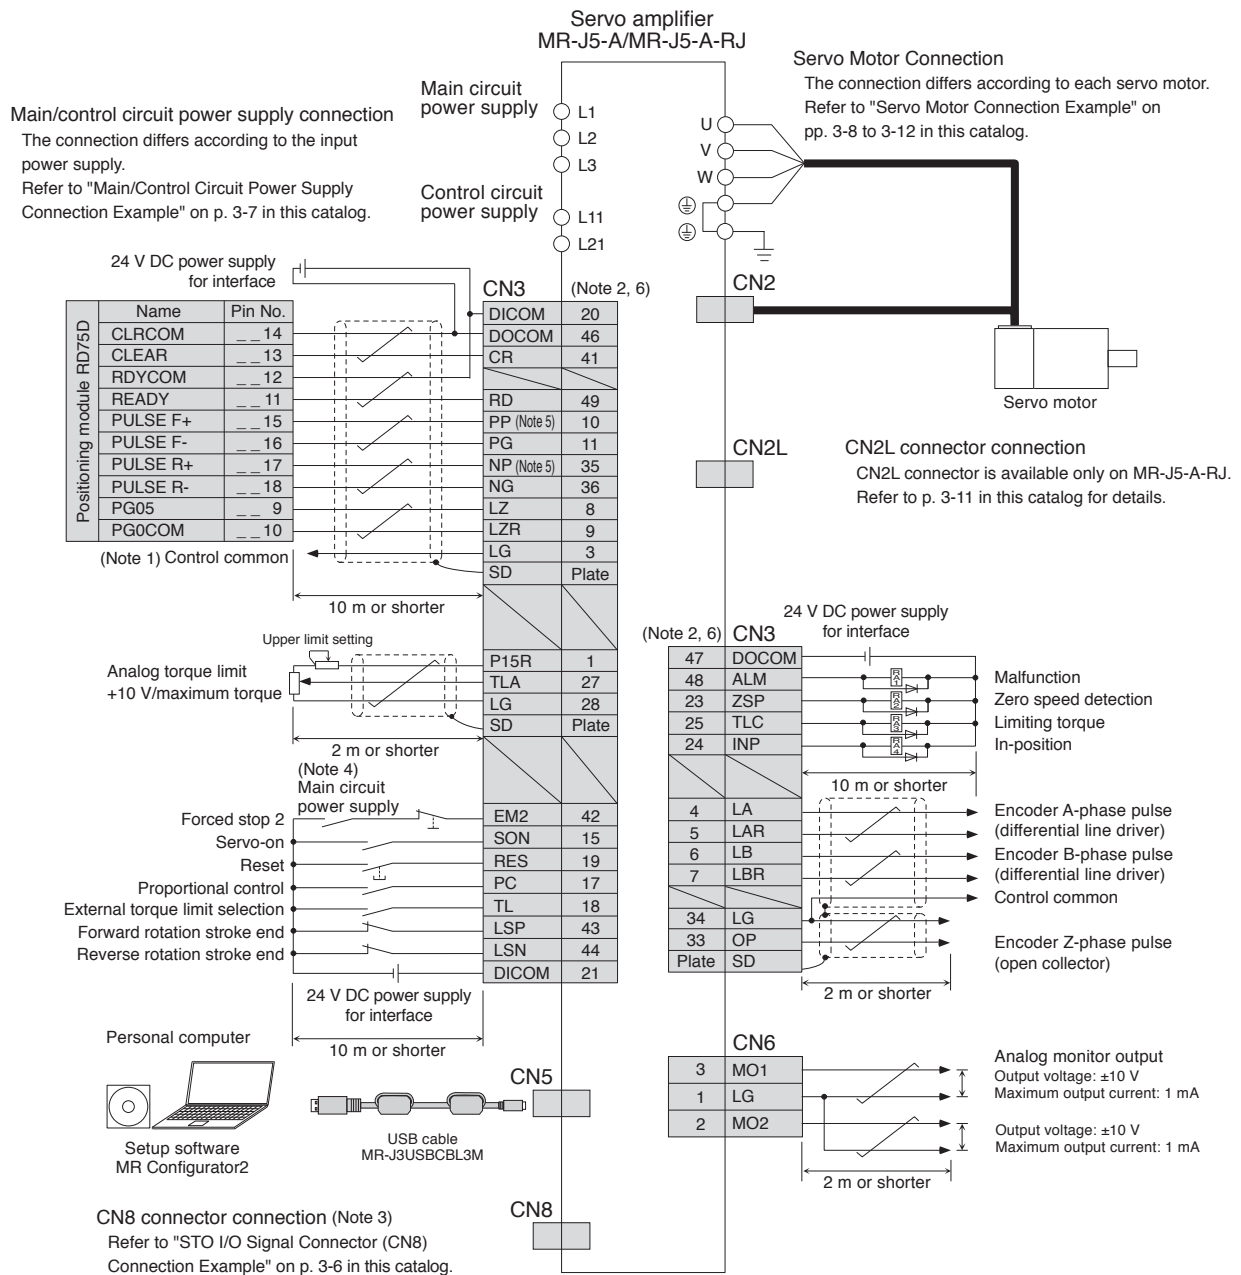 Servo amplifier
MR-J5-A/MR-J5-A-RJ
Main/control circuit power supply connection
The connection differs according to the input
power supply.
Refer to "Main/Control Circuit Power Supply
Connection Example" on p. 3-7 in this catalog.
Main circuit
power supply
L1
L2
L3
Control circuit
power supply
L11
L21
U
V
W
Servo Motor Connection
The connection differs according to each servo motor.
Refer to "Servo Motor Connection Example" on
pp. 3-8 to 3-12 in this catalog.
CN2
Servo motor
CN2L
CN2L connector connection
CN2L connector is available only on MR-J5-A-RJ.
Refer to p. 3-11 in this catalog for details.
24 V DC power supply
for interface
Positioning module RD75D
Name Pin No.
CLRCOM _ _ 14
CLEAR _ _ 13
RDYCOM _ _ 12
READY _ _ 11
PULSE F+ _ _ 15
PULSE F- _ _ 16
PULSE R+ _ _ 17
PULSE R- _ _ 18
PG05 _ _ 9
PG0COM _ _ 10
(Note 1) Control common
10 m or shorter
CN3 (Note 2, 6)
DICOM 20
DOCOM 46
CR 41
RD 49
PP (Note 5) 10
PG 11
NP (Note 5) 35
NG 36
LZ 8
LZR 9
LG 3
SD Plate
Upper limit setting
Analog torque limit
+10 V/maximum torque
2 m or shorter
P15R 1
TLA 27
LG 28
SD Plate
(Note 4)
Main circuit
power supply
Forced stop 2
Servo-on
Reset
Proportional control
External torque limit selection
Forward rotation stroke end
Reverse rotation stroke end
EM2 42
SON 15
RES 19
PC 17
TL 18
LSP 43
LSN 44
DICOM 21
24 V DC power supply
for interface
10 m or shorter
24 V DC power supply
for interface
(Note 2, 6) CN3
47 DOCOM
48 ALM
23 ZSP
25 TLC
24 INP
RA1
RA2
RA3
RA4
Malfunction
Zero speed detection
Limiting torque
In-position
10 m or shorter
4 LA
5 LAR
6 LB
7 LBR
34 LG
33 OP
Plate SD
Encoder A-phase pulse
(differential line driver)
Encoder B-phase pulse
(differential line driver)
Control common
Encoder Z-phase pulse
(open collector)
2 m or shorter
Personal computer
Setup software
MR Configurator2
USB cable
MR-J3USBCBL3M
CN5
CN6
3 MO1
1 LG
2 MO2
Analog monitor output
Output voltage: ±10 V
Maximum output current: 1 mA
Output voltage: ±10 V
Maximum output current: 1 mA
2 m or shorter
CN8
CN8 connector connection (Note 3)
Refer to "STO I/O Signal Connector (CN8)
Connection Example" on p. 3-6 in this catalog.